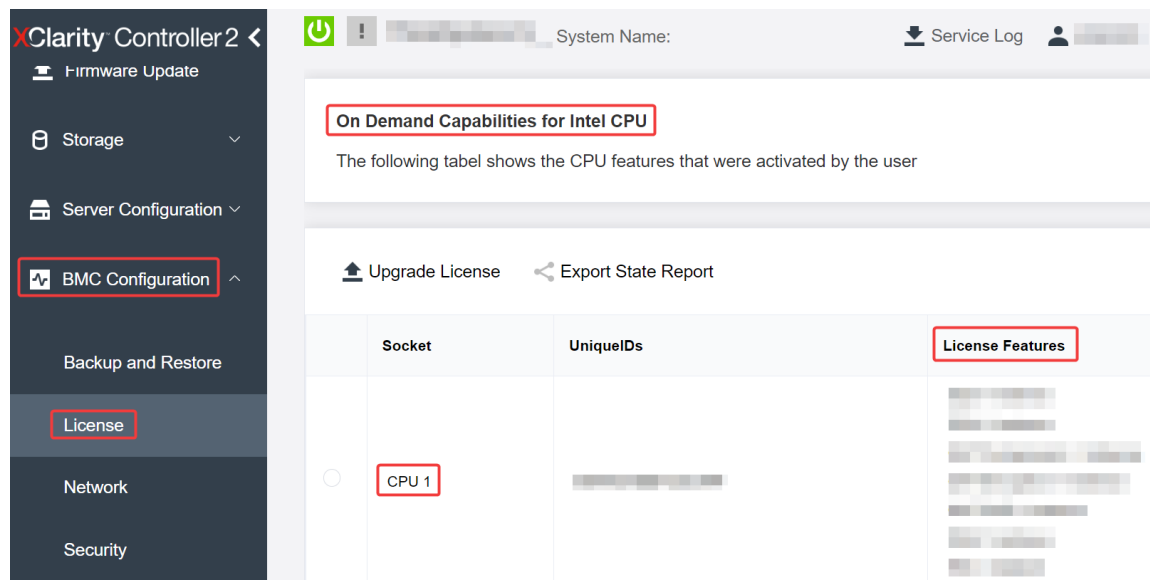 XClarity Controller 2
Firmware Update
Storage
Server Configuration
BMC Configuration
Backup and Restore
License
Network
Security
System Name:
Service Log
On Demand Capabilities for Intel CPU
The following tabel shows the CPU features that were activated by the user
Upgrade License
Export State Report
Socket
UniqueIDs
License Features
CPU 1